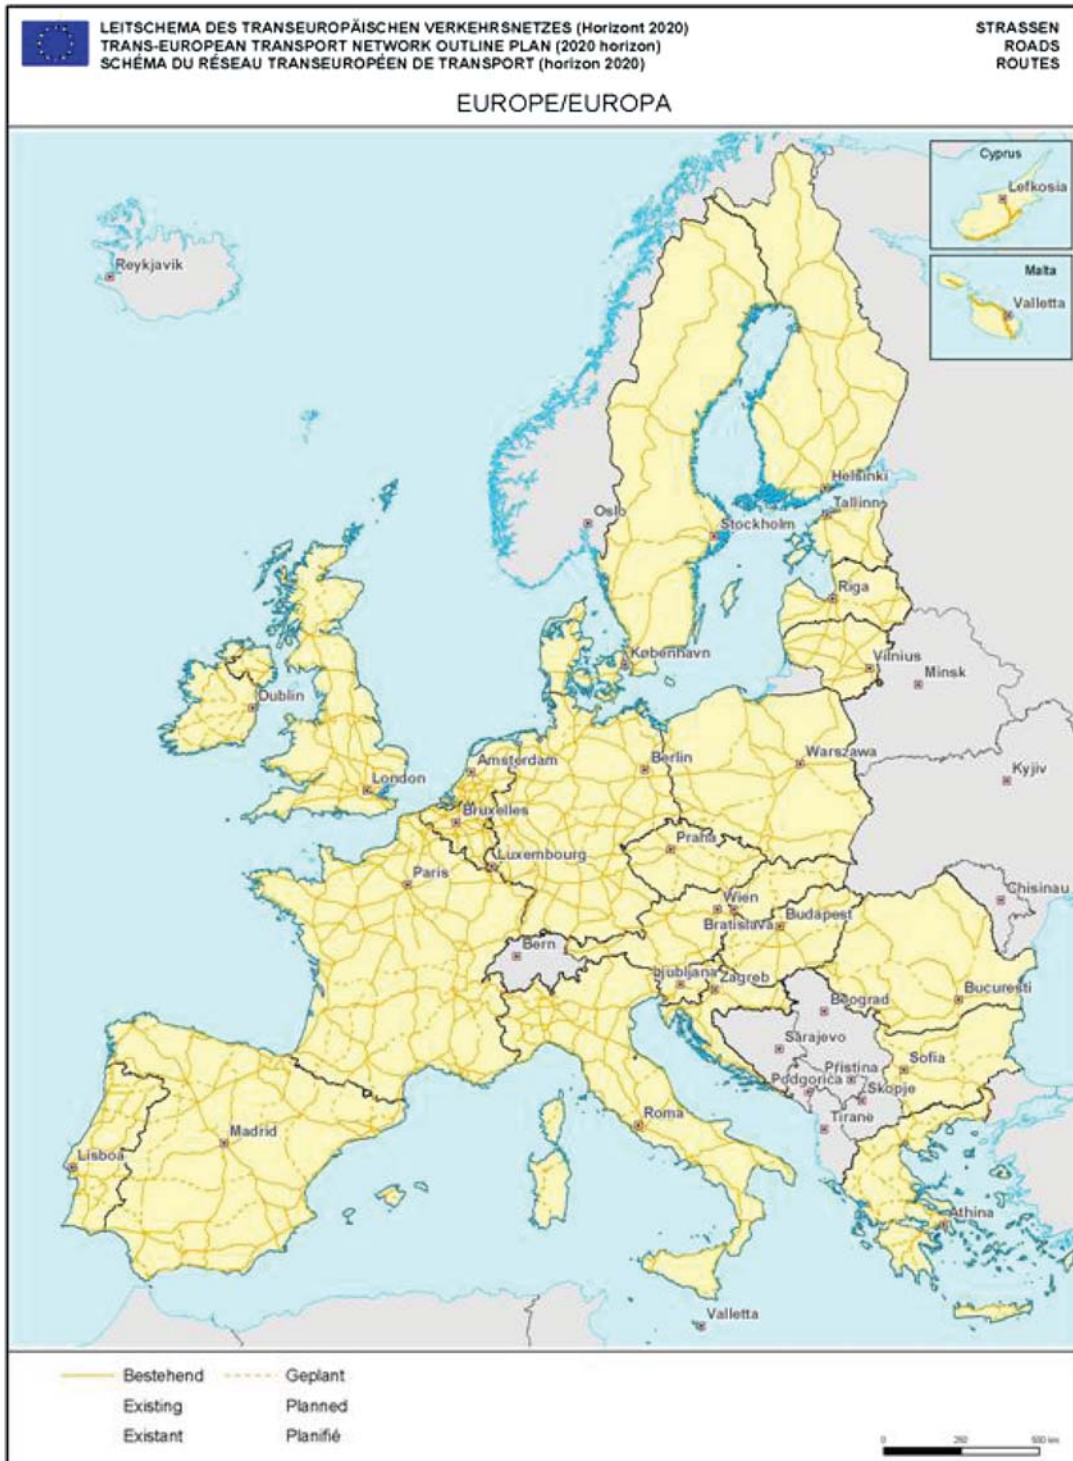 LEITSCHEMA DES TRANSEUROPÄISCHEN VERKEHRSNETZES (Horizont 2020)
TRANS-EUROPEAN TRANSPORT NETWORK OUTLINE PLAN (2020 horizon)
SCHÉMA DU RÉSEAU TRANSEUROPÉEN DE TRANSPORT (horizon 2020)
STRASSEN
ROADS
ROUTES
EUROPE/EUROPA
Cyprus
Lefkosia
Malta
Valletta
Reykjavik
Helsinki
Tallinn
Oslo
Stockholm
Riga
København
Vilnius
Minsk
Dublin
Amsterdam
Berlin
Warszawa
London
Kyjiv
Bruxelles
Praha
Luxembourg
Paris
Chisinau
Wien
Bratislava
Budapest
Bern
Ljubljana
Zagreb
Beograd
Bucuresti
Sarajevo
Sofia
Pristina
Podgorica
Skopje
Roma
Tirane
Madrid
Lisboa
Athina
Valletta
Bestehend Geplant
Existing Planned
Existant Planifié
0 250 500 km